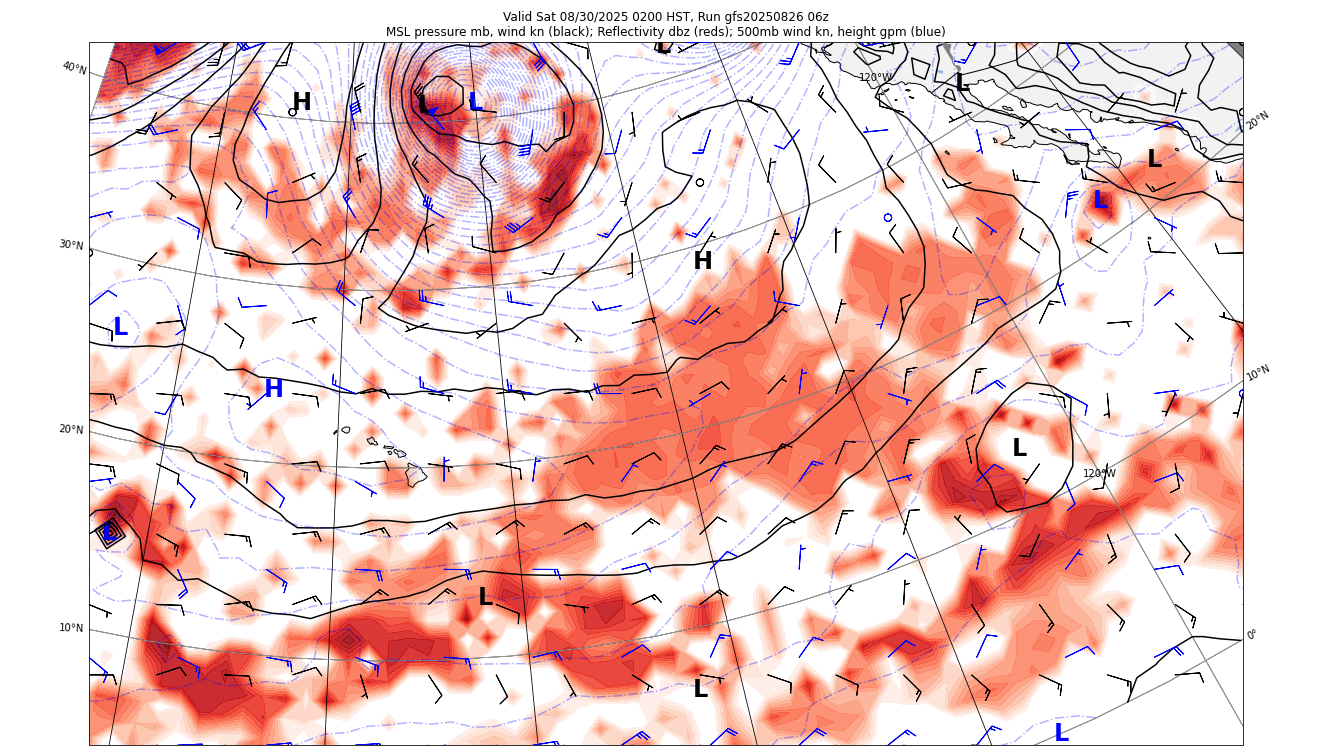 Valid Sat 08/30/2025 0200 HST, Run gfs20250826 06z
MSL pressure mb, wind kn (black); Reflectivity dbz (reds); 500mb wind kn, height gpm (blue)
L
40°N
120°W
L
H
L
L
20°N
L
L
30°N
H
L
10°N
H
20°N
L
120°W
L
L
10°N
0°
L
L